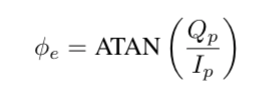 ϕ_e = ATAN(Q_p / I_p)